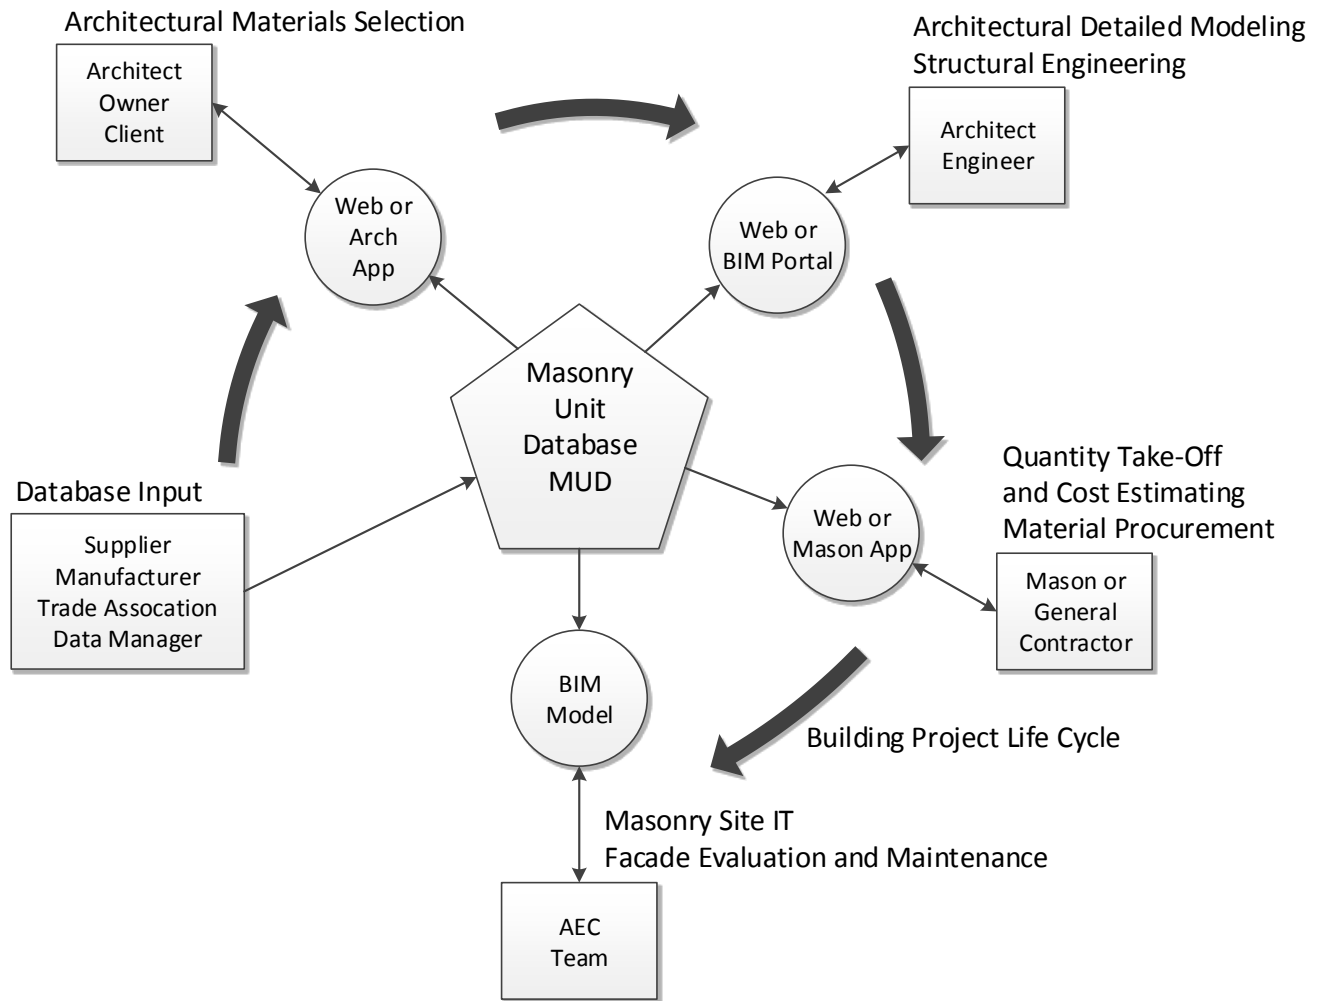 Architectural Materials Selection
Architect
Owner
Client
Architectural Detailed Modeling
Structural Engineering
Architect
Engineer
Web or
Arch
App
Web or
BIM Portal
Masonry
Unit
Database
MUD
Database Input
Supplier
Manufacturer
Trade Assocation
Data Manager
Web or
Mason App
Quantity Take-Off
and Cost Estimating
Material Procurement
Mason or
General
Contractor
BIM
Model
Building Project Life Cycle
Masonry Site IT
Facade Evaluation and Maintenance
AEC
Team